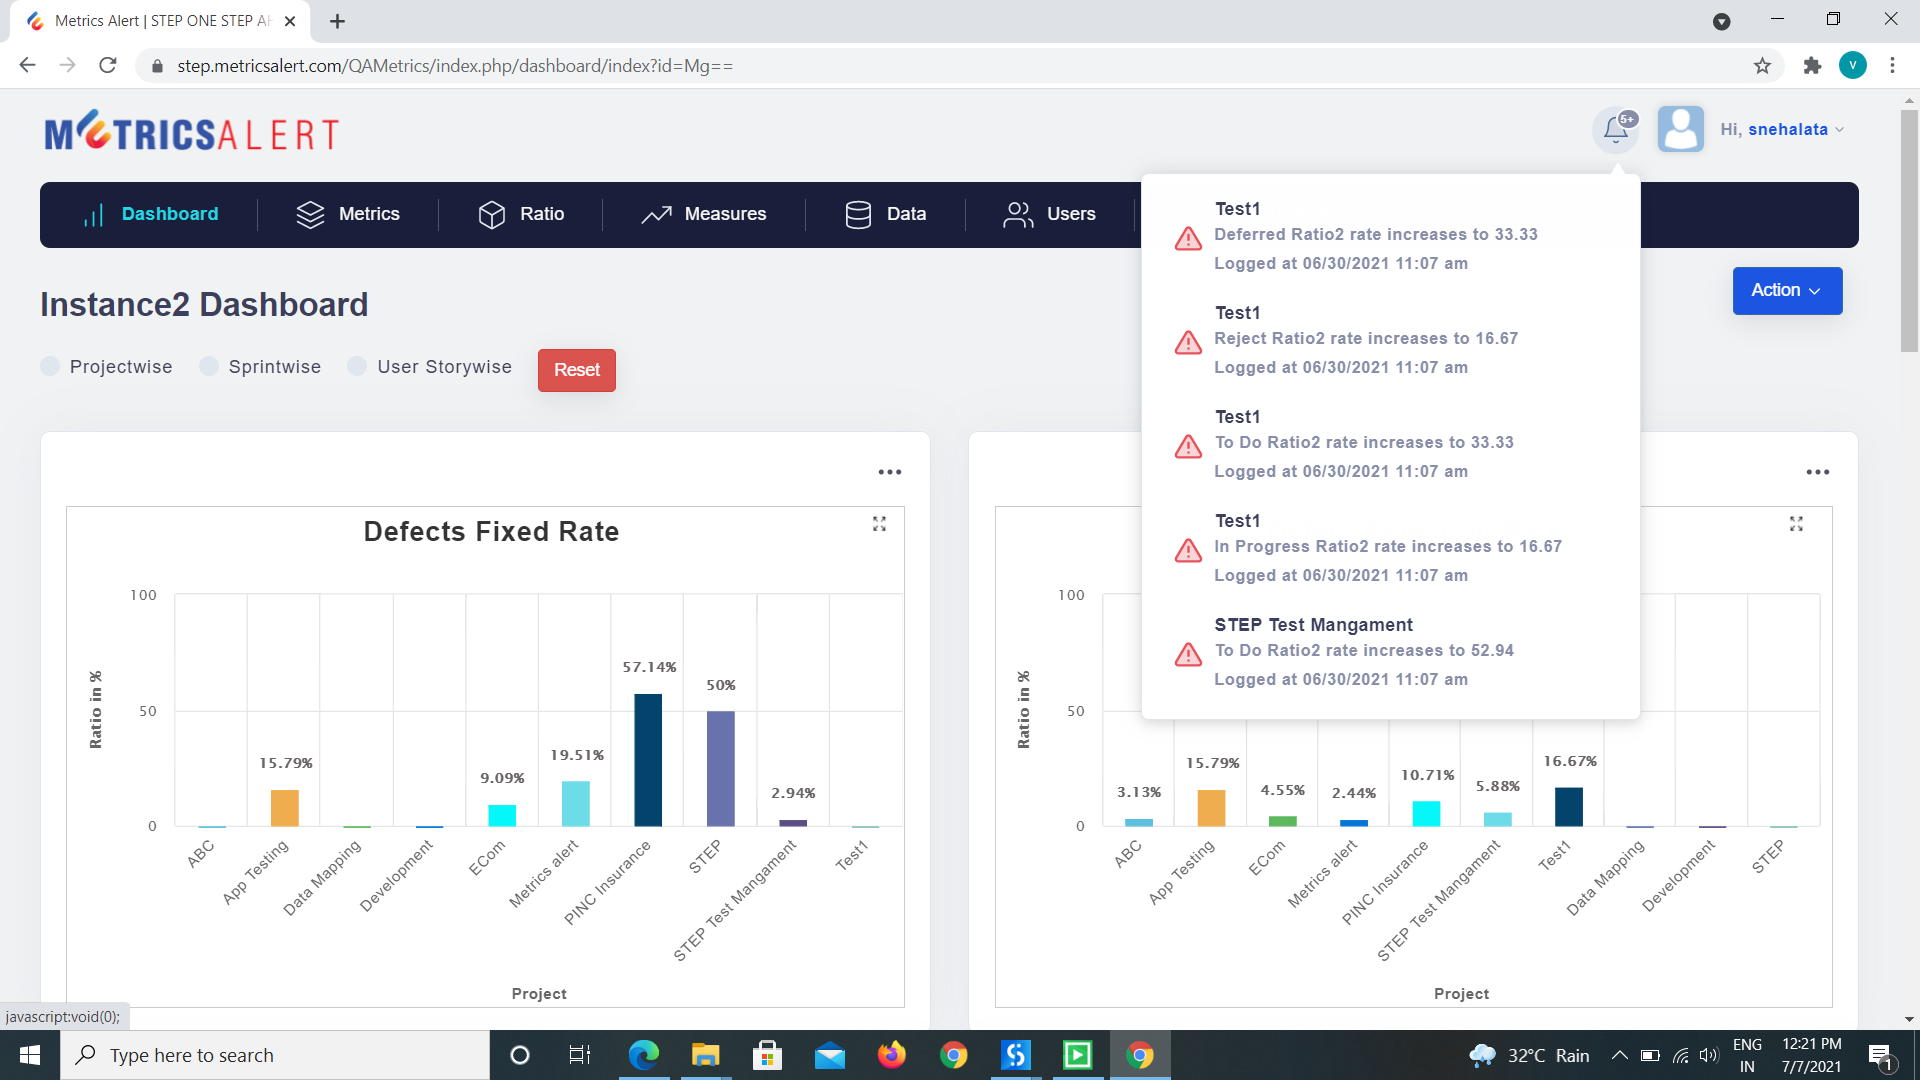 Metrics Alert | STEP ONE STEP AH
step.metricsalert.com/QAMetrics/index.php/dashboard/index?id=Mg==
V
METRICSALERT
5+
Hi, snehalata
Dashboard
Metrics
Ratio
Measures
Data
Users
Test1
Deferred Ratio2 rate increases to 33.33
Logged at 06/30/2021 11:07 am
Test1
Reject Ratio2 rate increases to 16.67
Logged at 06/30/2021 11:07 am
Test1
To Do Ratio2 rate increases to 33.33
Logged at 06/30/2021 11:07 am
Test1
In Progress Ratio2 rate increases to 16.67
Logged at 06/30/2021 11:07 am
STEP Test Mangament
To Do Ratio2 rate increases to 52.94
Logged at 06/30/2021 11:07 am
Action
Instance2 Dashboard
Projectwise
Sprintwise
User Storywise
Reset
Defects Fixed Rate
Ratio in %
100
50
0
15.79%
9.09%
19.51%
57.14%
50%
2.94%
ABC
App Testing
Data Mapping
Development
ECom
Metrics alert
PINC Insurance
STEP
STEP Test Mangament
Test1
Project
Ratio in %
100
50
0
3.13%
15.79%
4.55%
2.44%
10.71%
5.88%
16.67%
ABC
App Testing
ECom
Metrics alert
PINC Insurance
STEP Test Mangament
Test1
Data Mapping
Development
STEP
Project
javascript:void(0);
Type here to search
32°C Rain
ENG
IN
12:21 PM
7/7/2021
1